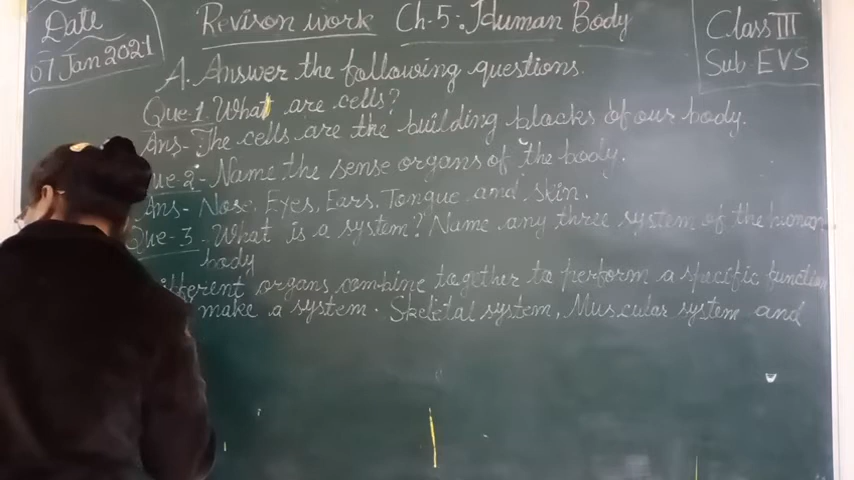 Date
07 Jan 2021
Revison work Ch-5: Human Body
Class III
Sub EVS
A. Answer the following questions.
Que-1. What are cells?
Ans- The cells are the building blocks of our body.
ue-2- Name the sense organs of the body.
Ans- Nose, Eyes, Ears, Tongue and skin.
Que-3. What is a system? Name any three system of the human
body
ifferent organs combine together to perform a specific function
make a system. Skeletal system, Muscular system and